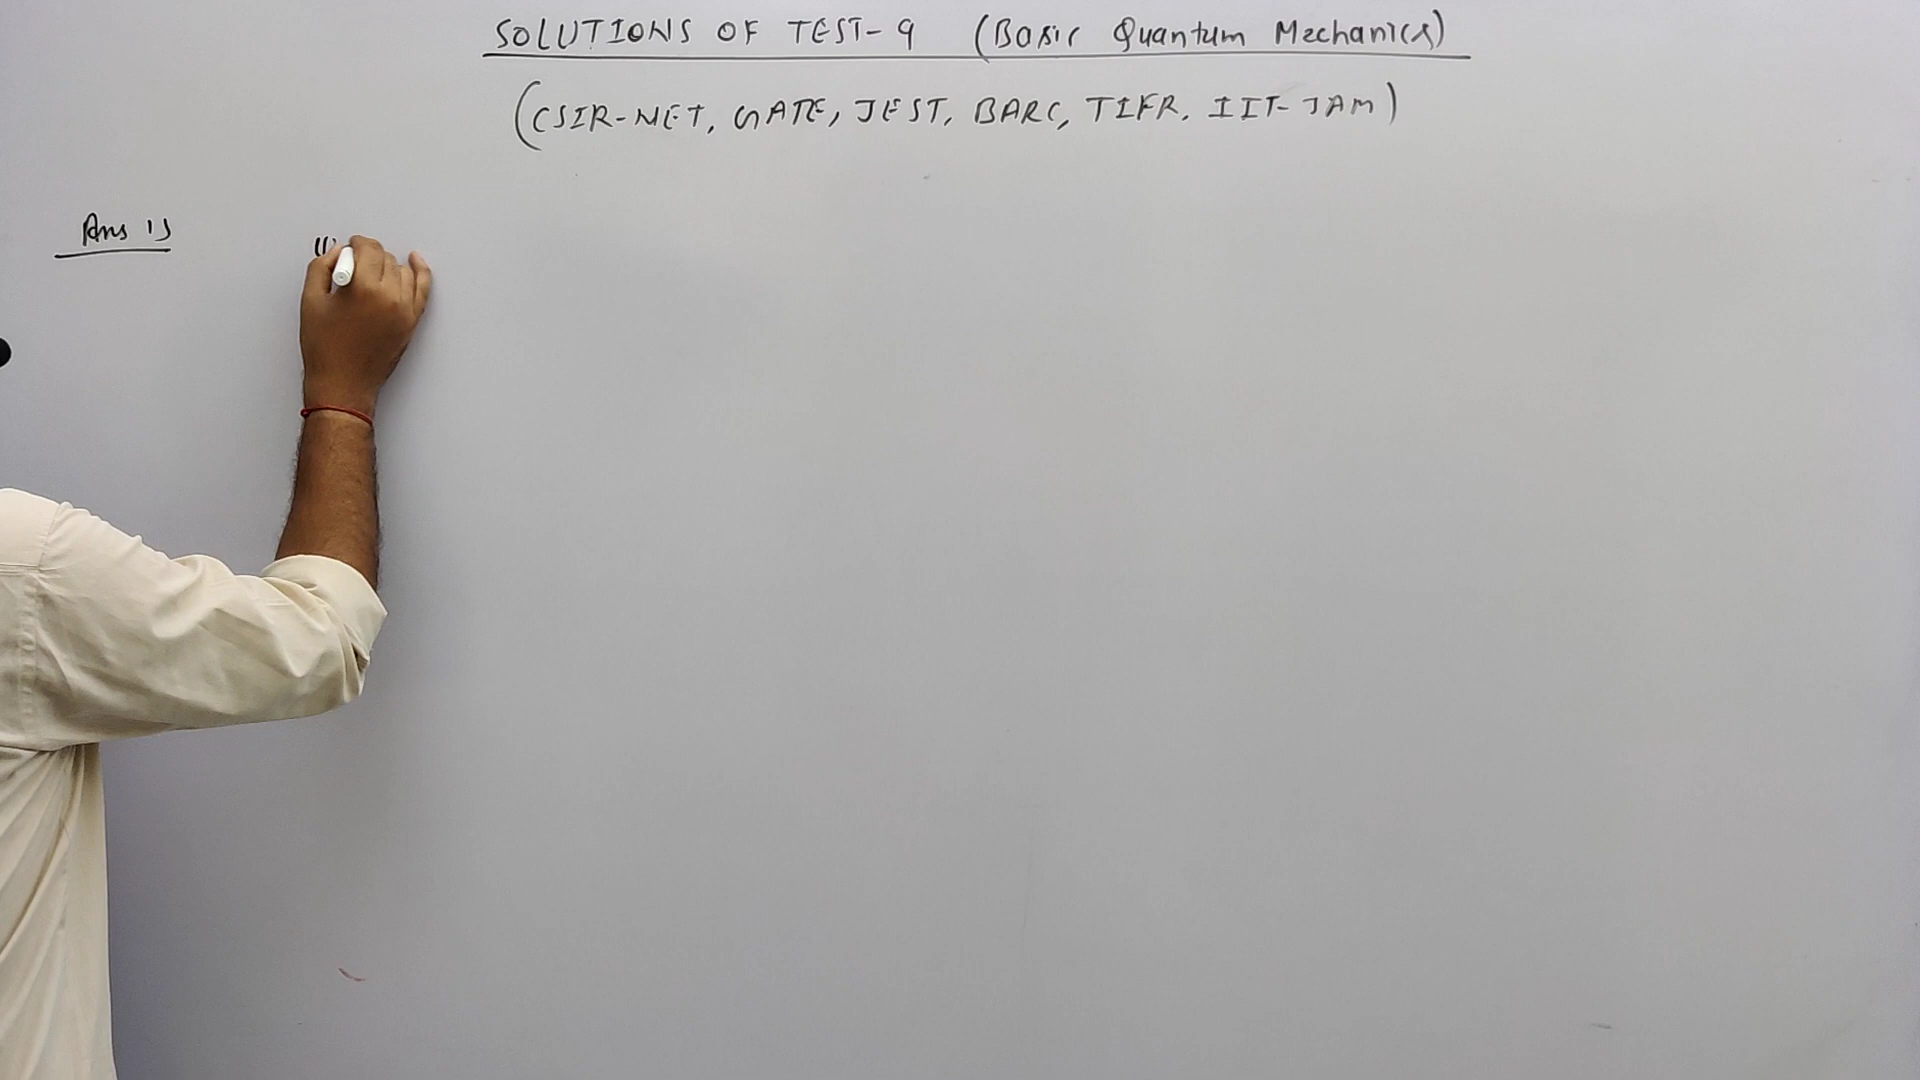 SOLUTIONS OF TEST-9 (Basic Quantum Mechanics)
(CSIR-NET, GATE, JEST, BARC, TIFR, IIT-JAM)
Ans 1)